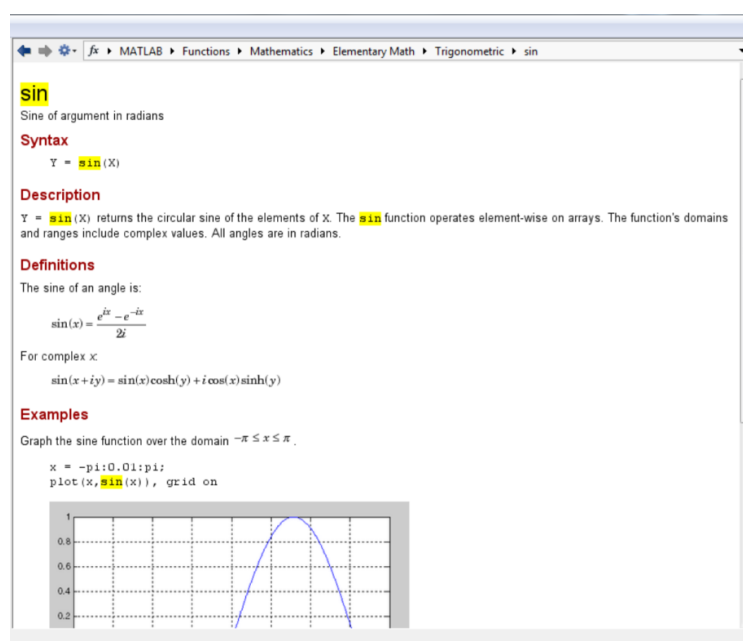 fx ▸ MATLAB ▸ Functions ▸ Mathematics ▸ Elementary Math ▸ Trigonometric ▸ sin
sin
Sine of argument in radians
Syntax
Y = sin(X)
Description
Y = sin(X) returns the circular sine of the elements of X. The sin function operates element-wise on arrays. The function's domains
and ranges include complex values. All angles are in radians.
Definitions
The sine of an angle is:
sin(x) = (e^{ix} − e^{−ix}) / 2i
For complex x:
sin(x+iy) = sin(x)cosh(y) + i cos(x)sinh(y)
Examples
Graph the sine function over the domain −π ≤ x ≤ π .
x = -pi:0.01:pi;
plot(x,sin(x)), grid on
1
0.8
0.6
0.4
0.2